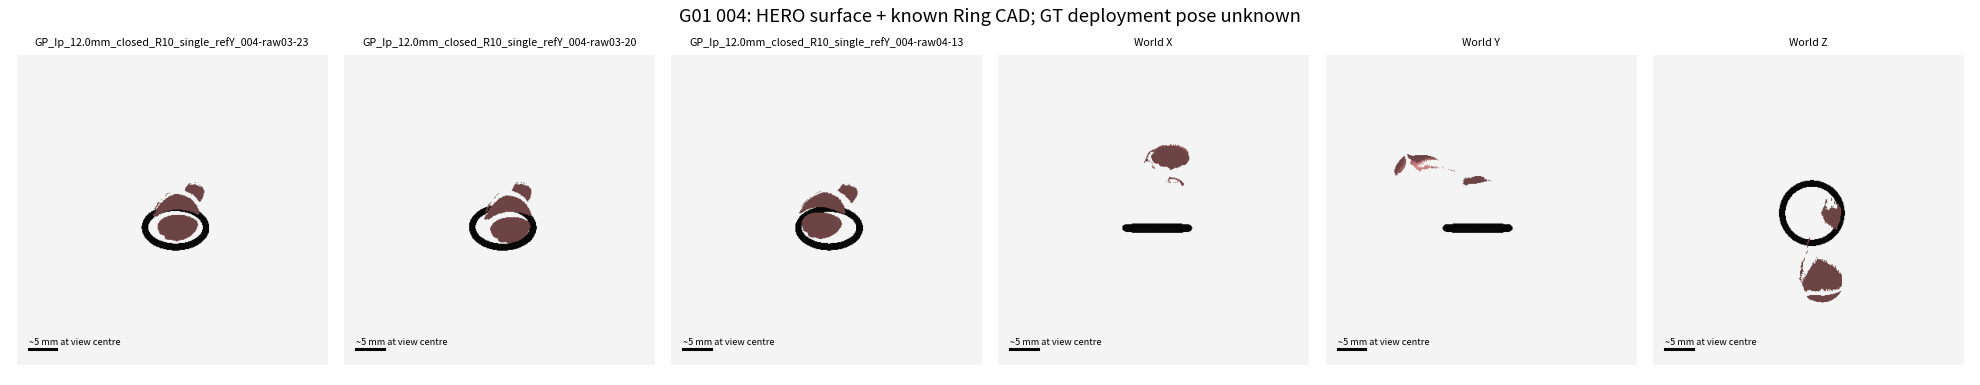 G01 004: HERO surface + known Ring CAD; GT deployment pose unknown
GP_Ip_12.0mm_closed_R10_single_refY_004-raw03-23
GP_Ip_12.0mm_closed_R10_single_refY_004-raw03-20
GP_Ip_12.0mm_closed_R10_single_refY_004-raw04-13
World X
World Y
World Z
~5 mm at view centre
~5 mm at view centre
~5 mm at view centre
~5 mm at view centre
~5 mm at view centre
~5 mm at view centre